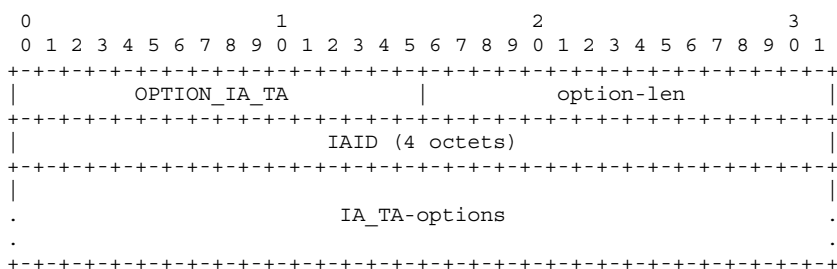 0                   1                   2                   3
 0 1 2 3 4 5 6 7 8 9 0 1 2 3 4 5 6 7 8 9 0 1 2 3 4 5 6 7 8 9 0 1
+-+-+-+-+-+-+-+-+-+-+-+-+-+-+-+-+-+-+-+-+-+-+-+-+-+-+-+-+-+-+-+-+
|         OPTION_IA_TA          |          option-len           |
+-+-+-+-+-+-+-+-+-+-+-+-+-+-+-+-+-+-+-+-+-+-+-+-+-+-+-+-+-+-+-+-+
|                        IAID (4 octets)                        |
+-+-+-+-+-+-+-+-+-+-+-+-+-+-+-+-+-+-+-+-+-+-+-+-+-+-+-+-+-+-+-+-+
|                                                               |
.                         IA_TA-options                         .
.                                                               .
+-+-+-+-+-+-+-+-+-+-+-+-+-+-+-+-+-+-+-+-+-+-+-+-+-+-+-+-+-+-+-+-+